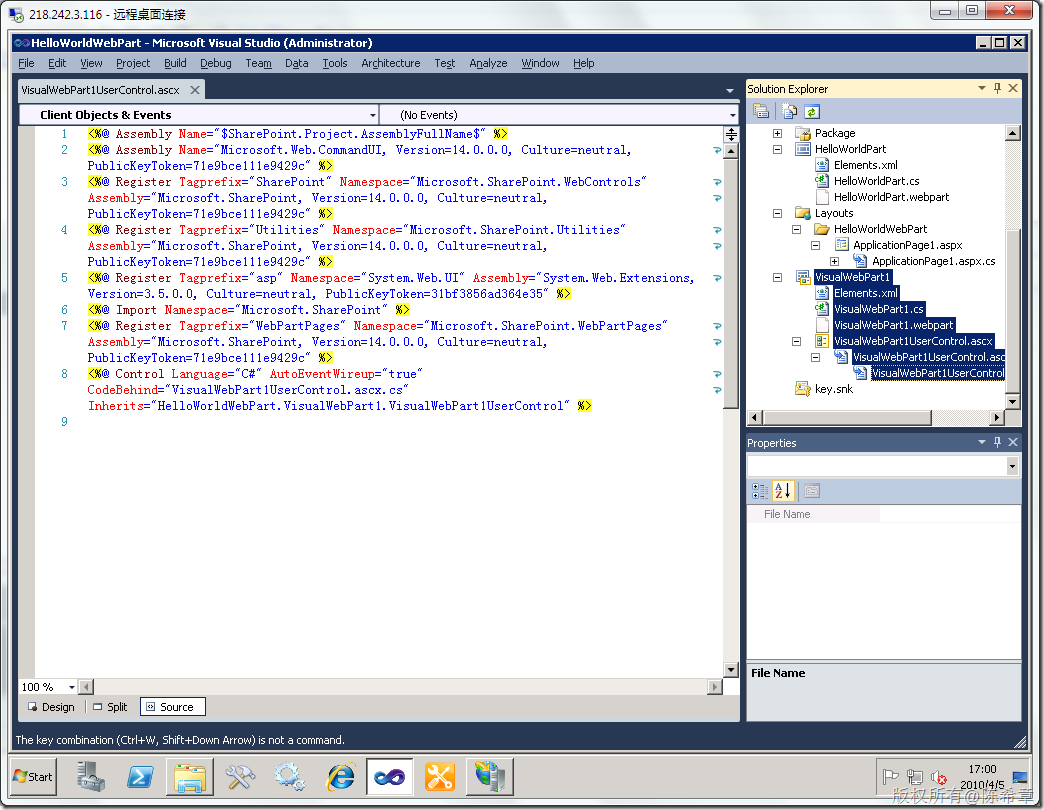 218.242.3.116 - 远程桌面连接
HelloWorldWebPart - Microsoft Visual Studio (Administrator)
File Edit View Project Build Debug Team Data Tools Architecture Test Analyze Window Help
VisualWebPart1UserControl.ascx
Client Objects & Events
(No Events)
1 <%@ Assembly Name="$SharePoint.Project.AssemblyFullName$" %>
2 <%@ Assembly Name="Microsoft.Web.CommandUI, Version=14.0.0.0, Culture=neutral,
PublicKeyToken=71e9bce111e9429c" %>
3 <%@ Register Tagprefix="SharePoint" Namespace="Microsoft.SharePoint.WebControls"
Assembly="Microsoft.SharePoint, Version=14.0.0.0, Culture=neutral,
PublicKeyToken=71e9bce111e9429c" %>
4 <%@ Register Tagprefix="Utilities" Namespace="Microsoft.SharePoint.Utilities"
Assembly="Microsoft.SharePoint, Version=14.0.0.0, Culture=neutral,
PublicKeyToken=71e9bce111e9429c" %>
5 <%@ Register Tagprefix="asp" Namespace="System.Web.UI" Assembly="System.Web.Extensions,
Version=3.5.0.0, Culture=neutral, PublicKeyToken=31bf3856ad364e35" %>
6 <%@ Import Namespace="Microsoft.SharePoint" %>
7 <%@ Register Tagprefix="WebPartPages" Namespace="Microsoft.SharePoint.WebPartPages"
Assembly="Microsoft.SharePoint, Version=14.0.0.0, Culture=neutral,
PublicKeyToken=71e9bce111e9429c" %>
8 <%@ Control Language="C#" AutoEventWireup="true"
CodeBehind="VisualWebPart1UserControl.ascx.cs"
Inherits="HelloWorldWebPart.VisualWebPart1.VisualWebPart1UserControl" %>
9
100 %
Design Split Source
Solution Explorer
Package
HelloWorldPart
Elements.xml
HelloWorldPart.cs
HelloWorldPart.webpart
Layouts
HelloWorldWebPart
ApplicationPage1.aspx
ApplicationPage1.aspx.cs
VisualWebPart1
Elements.xml
VisualWebPart1.cs
VisualWebPart1.webpart
VisualWebPart1UserControl.ascx
VisualWebPart1UserControl.asc
VisualWebPart1UserControl
key.snk
Properties
File Name
File Name
The key combination (Ctrl+W, Shift+Down Arrow) is not a command.
Start
17:00
2010/4/5
版权所有@陈希章